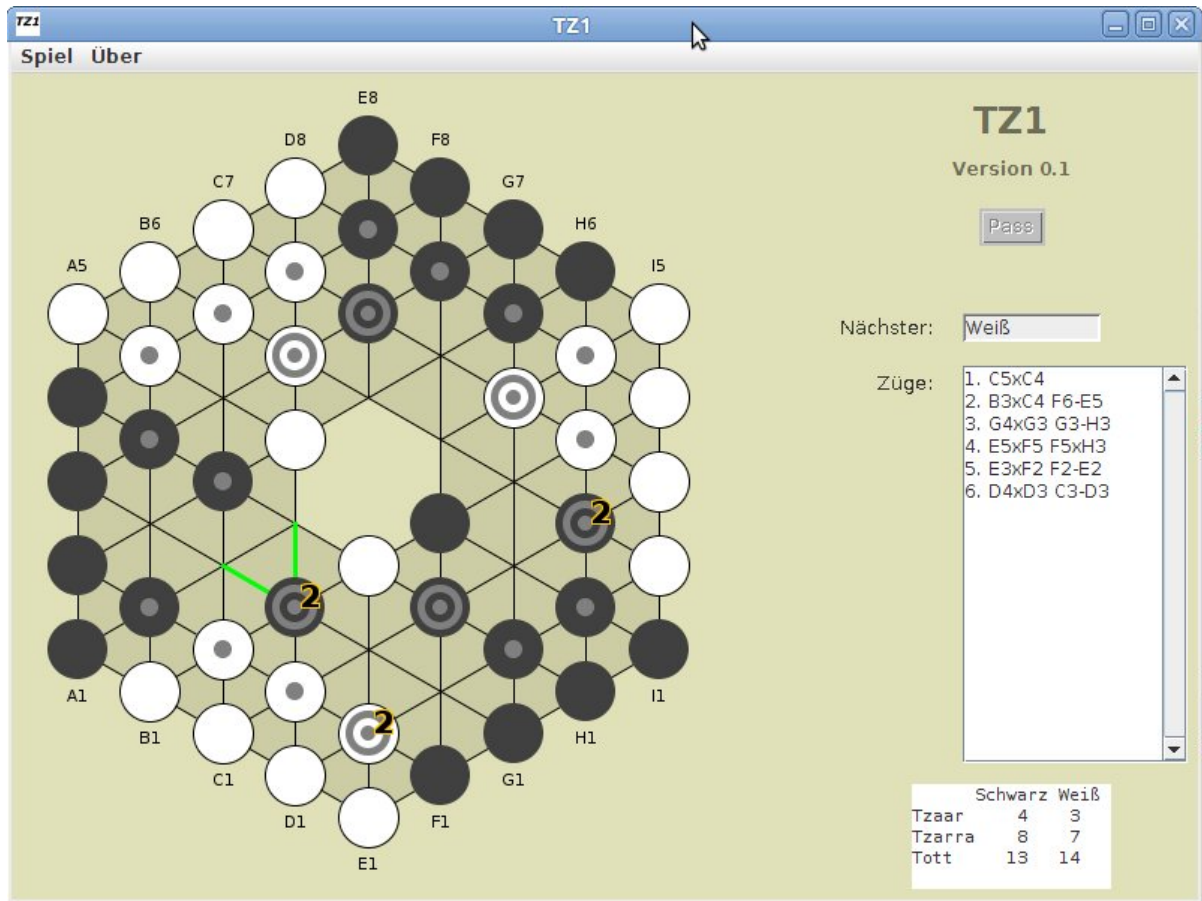 TZ1
TZ1
Spiel Über
E8
D8
F8
C7
G7
B6
H6
A5
I5
2
2
2
A1
I1
B1
H1
C1
G1
D1
F1
E1
TZ1
Version 0.1
Pass
Nächster: Weiß
Züge:
1. C5xC4
2. B3xC4 F6-E5
3. G4xG3 G3-H3
4. E5xF5 F5xH3
5. E3xF2 F2-E2
6. D4xD3 C3-D3
Schwarz Weiß
Tzaar 4 3
Tzarra 8 7
Tott 13 14